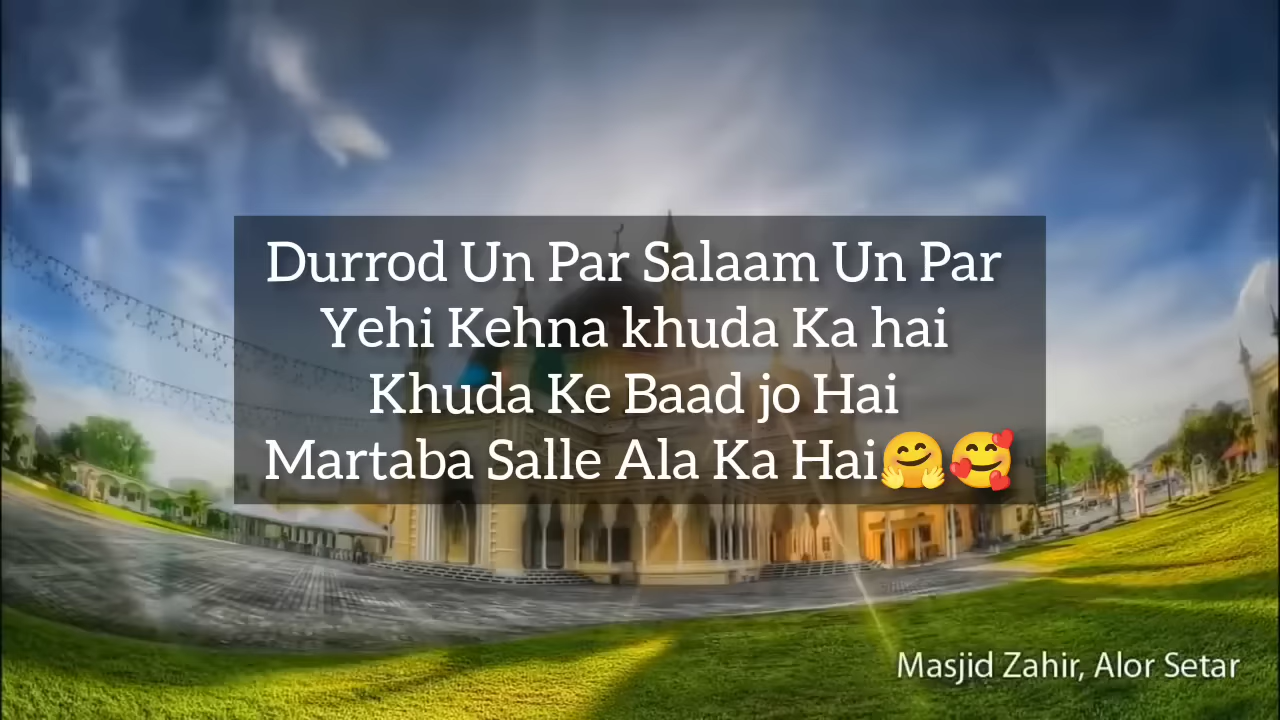 Durrod Un Par Salaam Un Par
Yehi Kehna khuda Ka hai
Khuda Ke Baad jo Hai
Martaba Salle Ala Ka Hai🤗🥰
Masjid Zahir, Alor Setar